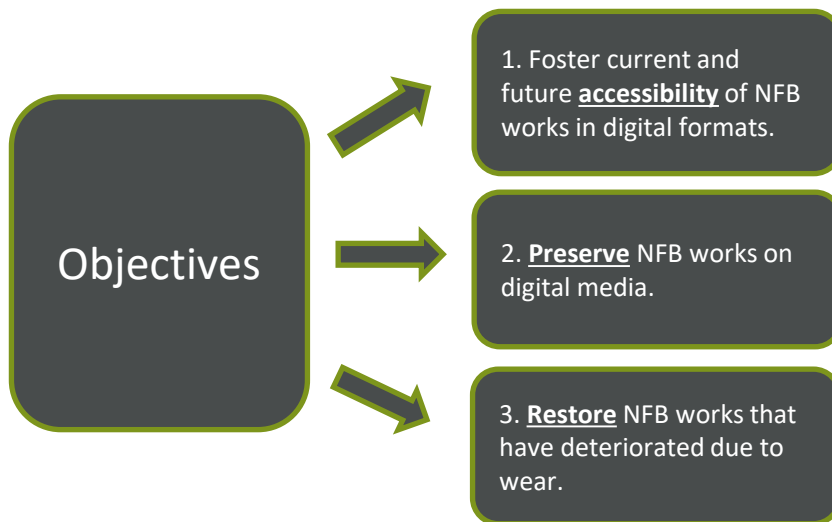 Objectives
1. Foster current and
future accessibility of NFB
works in digital formats.
2. Preserve NFB works on
digital media.
3. Restore NFB works that
have deteriorated due to
wear.